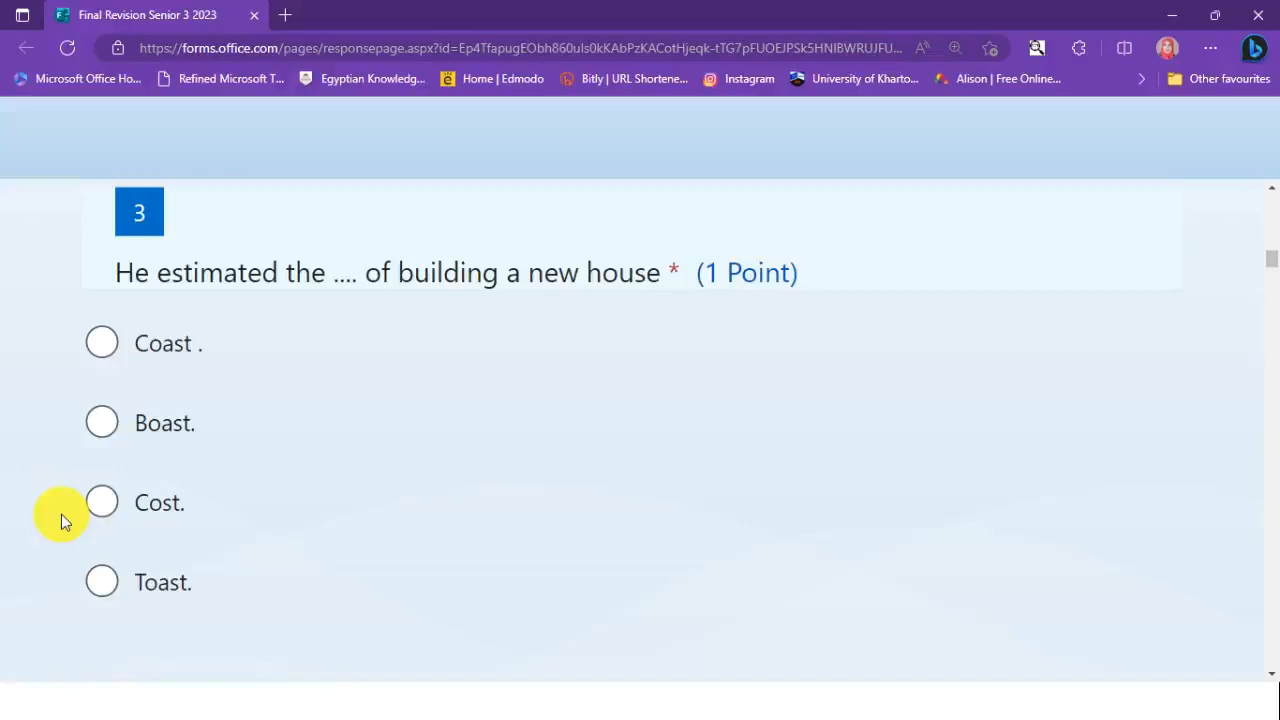 Final Revision Senior 3 2023
https://forms.office.com/pages/responsepage.aspx?id=Ep4TfapugEObh860uls0kKAbPzKACotHjeqk-tTG7pFUOEJPSk5HNlBWRUJFU...
Microsoft Office Ho...
Refined Microsoft T...
Egyptian Knowledg...
Home | Edmodo
Bitly | URL Shortene...
Instagram
University of Kharto...
Alison | Free Online...
Other favourites
3
He estimated the .... of building a new house * (1 Point)
Coast .
Boast.
Cost.
Toast.